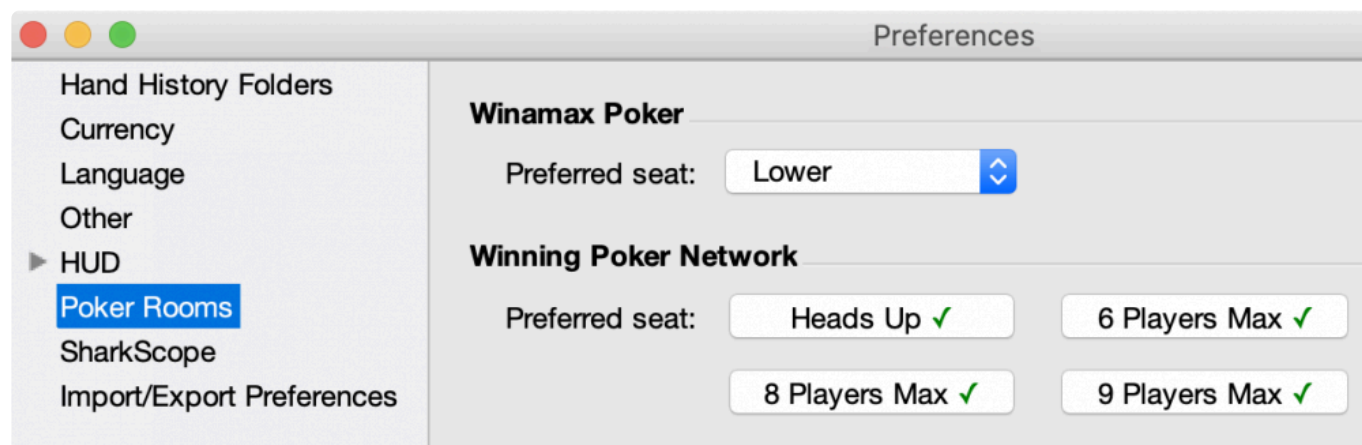 Preferences
Hand History Folders
Currency
Language
Other
HUD
Poker Rooms
SharkScope
Import/Export Preferences
Winamax Poker
Preferred seat: Lower
Winning Poker Network
Preferred seat: Heads Up ✓ 6 Players Max ✓
8 Players Max ✓ 9 Players Max ✓